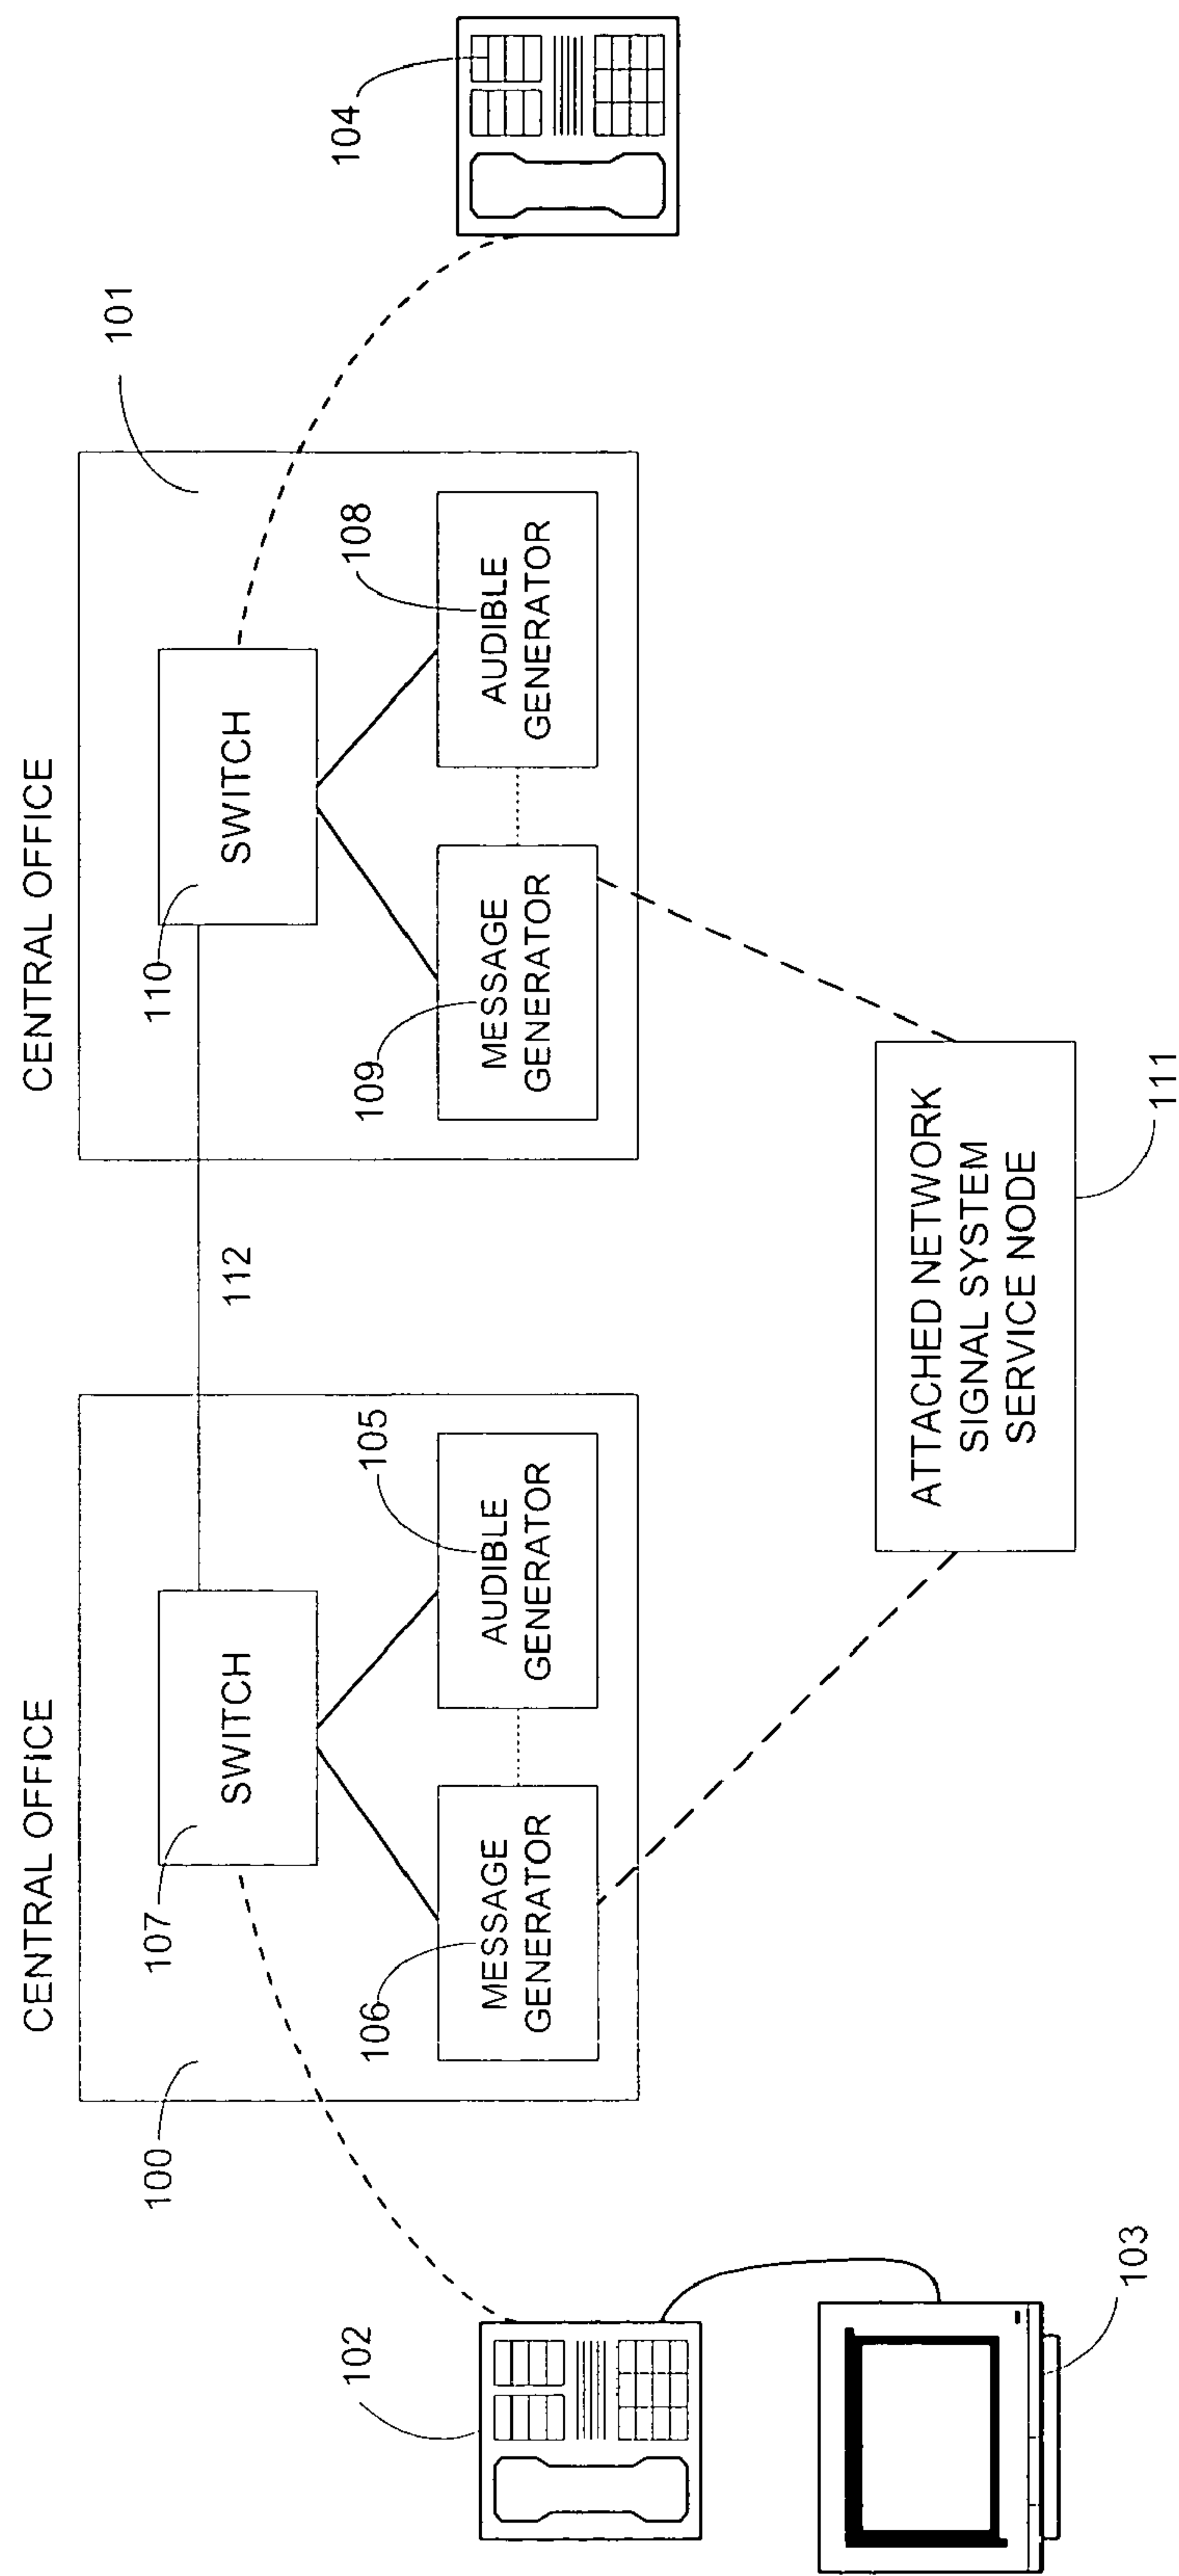 CENTRAL OFFICE
CENTRAL OFFICE
100
107
SWITCH
112
110
SWITCH
101
104
102
106
MESSAGE
GENERATOR
105
AUDIBLE
GENERATOR
109
MESSAGE
GENERATOR
108
AUDIBLE
GENERATOR
ATTACHED NETWORK
SIGNAL SYSTEM
SERVICE NODE
103
111